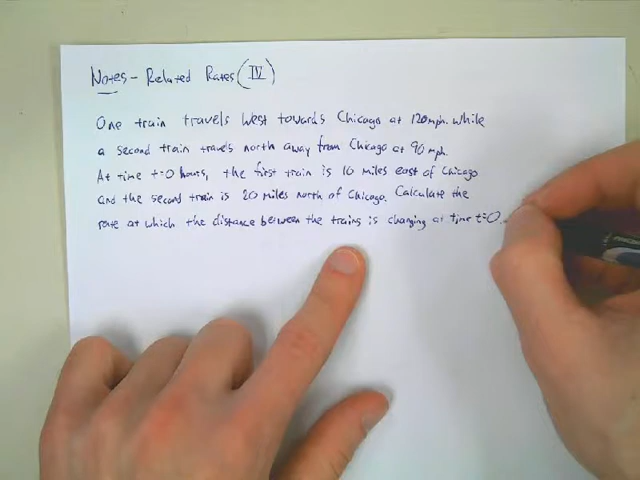 Notes - Related Rates (IV)
One train travels west towards Chicago at 120mph. while
a second train travels north away from Chicago at 90 mph.
At time t=0 hours, the first train is 10 miles east of Chicago
and the second train is 20 miles north of Chicago. Calculate the
rate at which the distance between the trains is changing at time t=0.